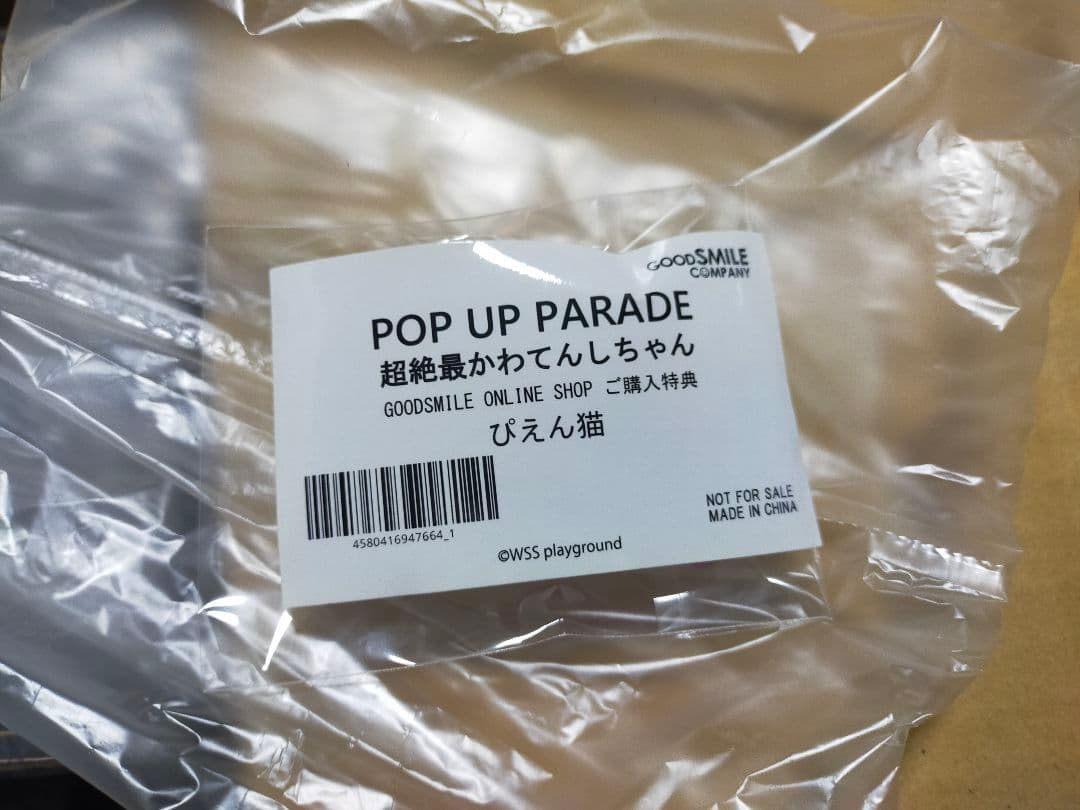 GOODSMILE
COMPANY
POP UP PARADE
超絶最かわてんしちゃん
GOODSMILE ONLINE SHOP ご購入特典
ぴえん猫
4580416947664_1
NOT FOR SALE
MADE IN CHINA
©WSS playground